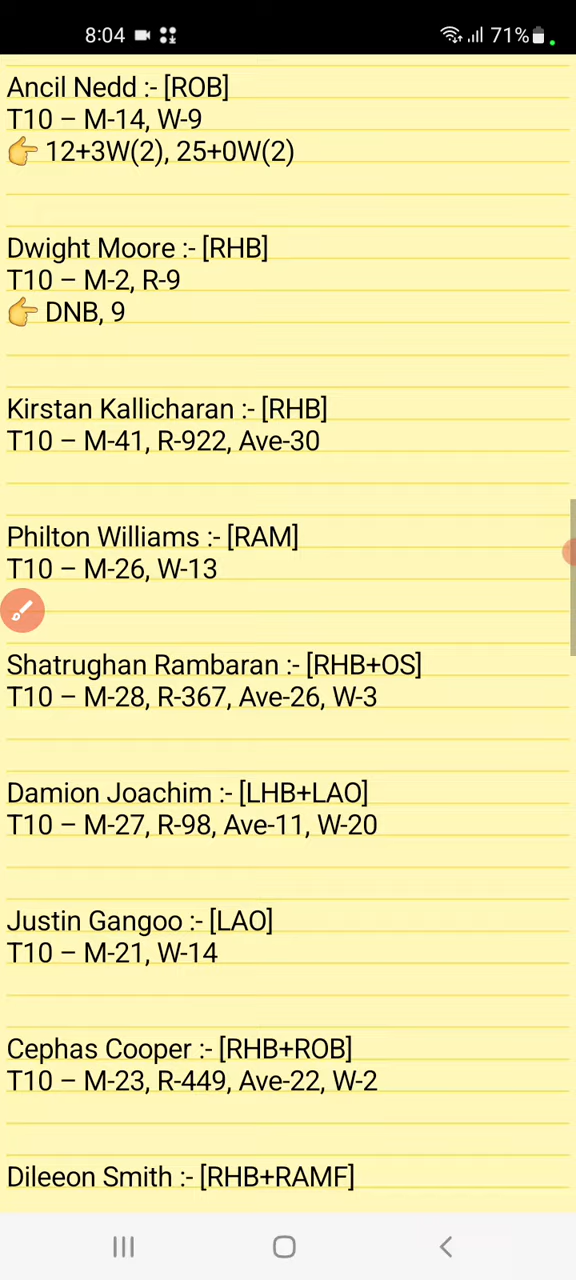 8:04
71%
Ancil Nedd :- [ROB]
T10 – M-14, W-9
👉 12+3W(2), 25+0W(2)
Dwight Moore :- [RHB]
T10 – M-2, R-9
👉 DNB, 9
Kirstan Kallicharan :- [RHB]
T10 – M-41, R-922, Ave-30
Philton Williams :- [RAM]
T10 – M-26, W-13
Shatrughan Rambaran :- [RHB+OS]
T10 – M-28, R-367, Ave-26, W-3
Damion Joachim :- [LHB+LAO]
T10 – M-27, R-98, Ave-11, W-20
Justin Gangoo :- [LAO]
T10 – M-21, W-14
Cephas Cooper :- [RHB+ROB]
T10 – M-23, R-449, Ave-22, W-2
Dileeon Smith :- [RHB+RAMF]